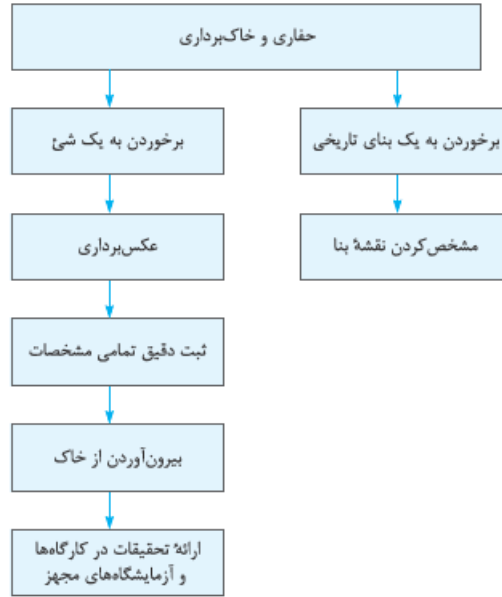 حفاری و خاک‌برداری
برخوردن به یک بنای تاریخی
برخوردن به یک شئ
مشخص‌کردن نقشهٔ بنا
عکس‌برداری
ثبت دقیق تمامی مشخصات
بیرون‌آوردن از خاک
ارائهٔ تحقیقات در کارگاه‌ها
و آزمایشگاه‌های مجهز